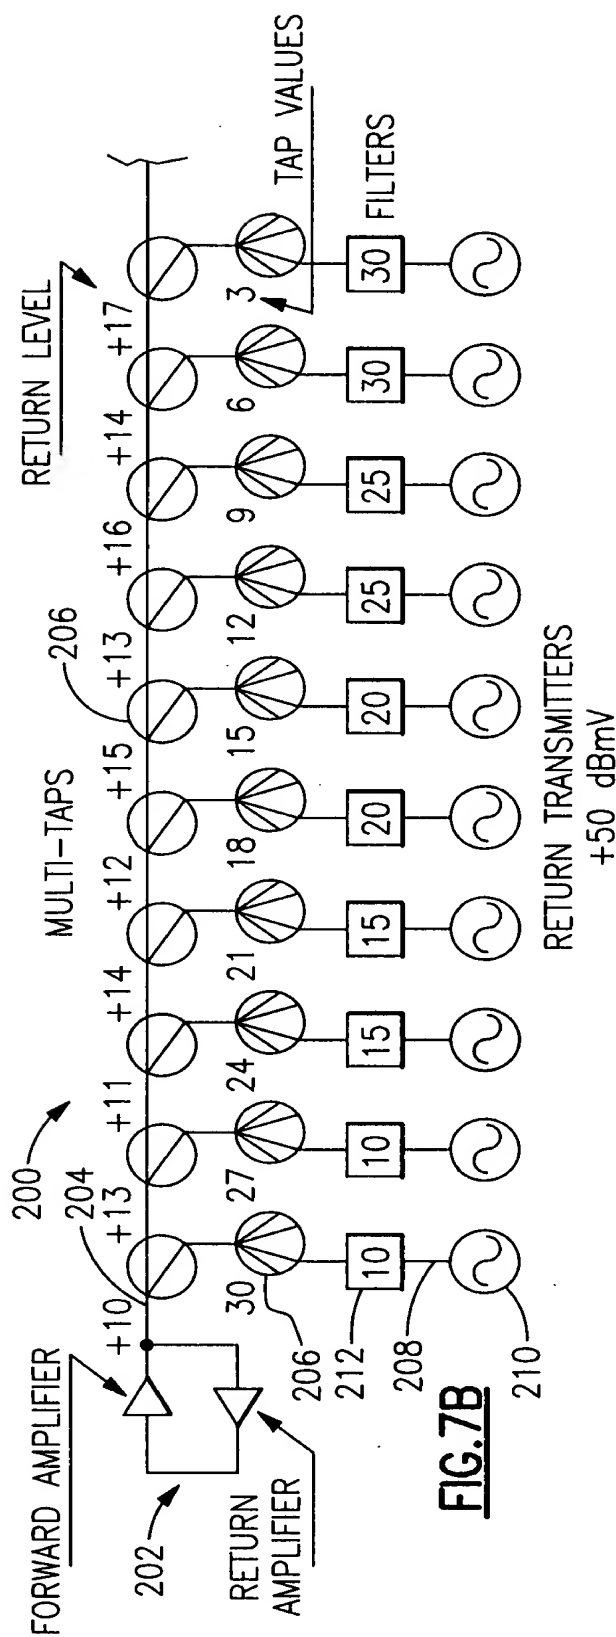 FORWARD AMPLIFIER
200
204
MULTI-TAPS
206
RETURN LEVEL
+10 +13 +11 +14 +12 +15 +13 +16 +14 +17
202
RETURN
AMPLIFIER
30 27 24 21 18 15 12 9 6 3
TAP VALUES
206
212
10 10 15 15 20 20 25 25 30 30
FILTERS
208
210
RETURN TRANSMITTERS
+50 dBmV
FIG.7B